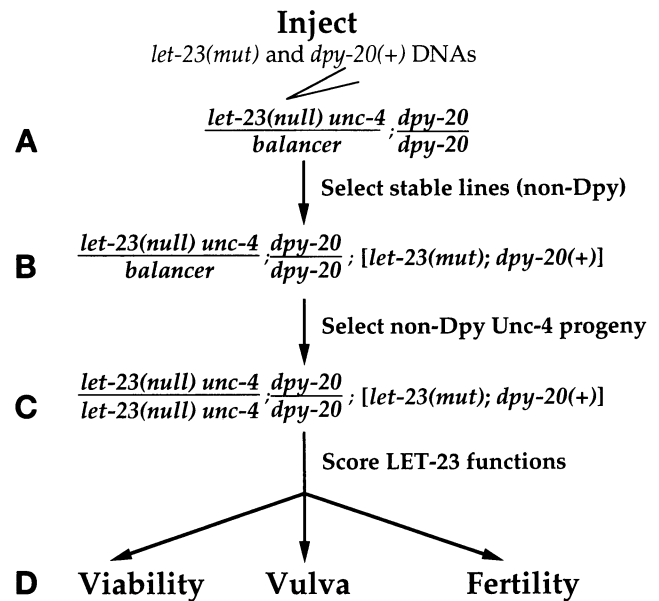 Inject
let-23(mut) and dpy-20(+) DNAs
A
let-23(null) unc-4 ; dpy-20
balancer dpy-20
Select stable lines (non-Dpy)
B
let-23(null) unc-4 ; dpy-20 ; [let-23(mut); dpy-20(+)]
balancer dpy-20
Select non-Dpy Unc-4 progeny
C
let-23(null) unc-4 ; dpy-20 ; [let-23(mut); dpy-20(+)]
let-23(null) unc-4 dpy-20
Score LET-23 functions
D Viability Vulva Fertility